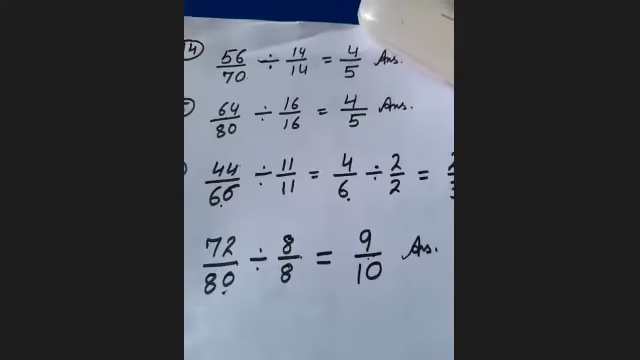 14) 56/70 ÷ 14/14 = 4/5 Ans.
64/80 ÷ 16/16 = 4/5 Ans.
44/66 ÷ 11/11 = 4/6 ÷ 2/2 =
72/80 ÷ 8/8 = 9/10 Ans.